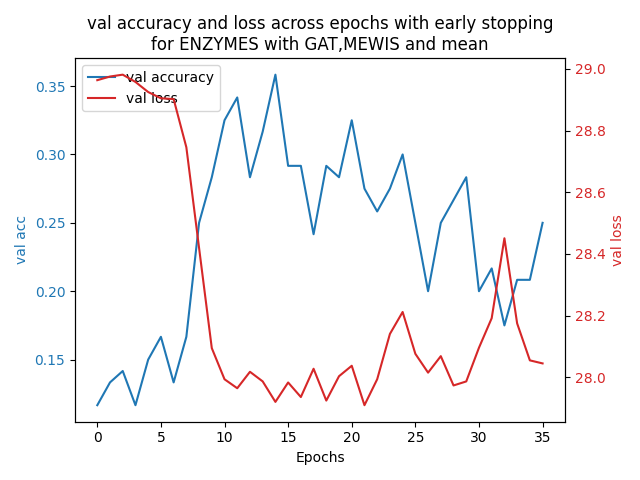 val accuracy and loss across epochs with early stopping
for ENZYMES with GAT,MEWIS and mean
val accuracy
val loss
0.35
0.30
0.25
0.20
0.15
val acc
29.0
28.8
28.6
28.4
28.2
28.0
val loss
0 5 10 15 20 25 30 35
Epochs